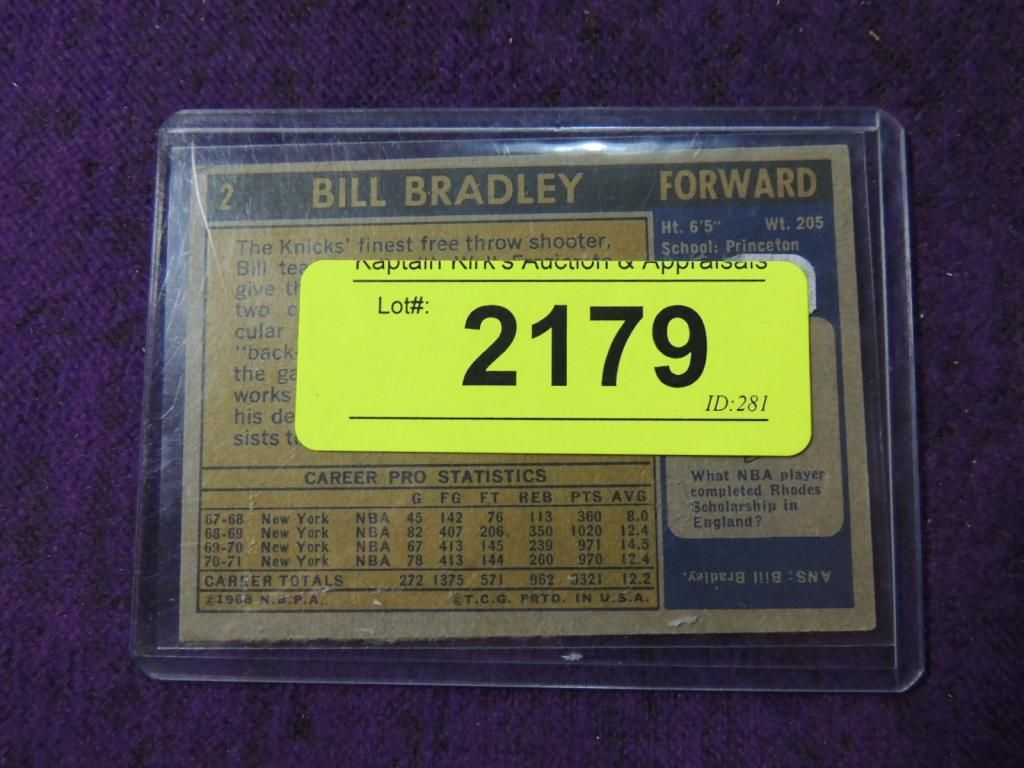 2 BILL BRADLEY FORWARD
Ht. 6'5" Wt. 205
School: Princeton
The Knicks' finest free throw shooter,
Bill
give
two
cular
"back-
the
works
his
sists
Kaptain Kirk's Auction & Appraisals
Lot#:
2179
ID:281
CAREER PRO STATISTICS
G FG FT REB PTS AVG
67-68 New York NBA 45 142 76 113 360 8.0
68-69 New York NBA 82 407 206 350 1020 12.4
69-70 New York NBA 67 413 145 239 971 14.5
70-71 New York NBA 78 413 144 260 970 12.4
CAREER TOTALS 272 1375 571 962 3321 12.2
©1968 N.B.P.A. ©T.C.G. PRTD. IN U.S.A.
What NBA player
completed Rhodes
Scholarship in
England?
ANS: Bill Bradley.